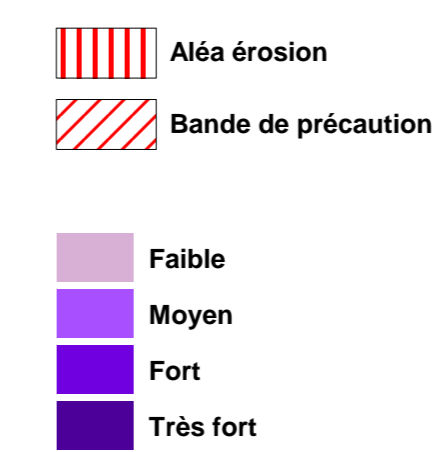 Aléa érosion
Bande de précaution
Faible
Moyen
Fort
Très fort